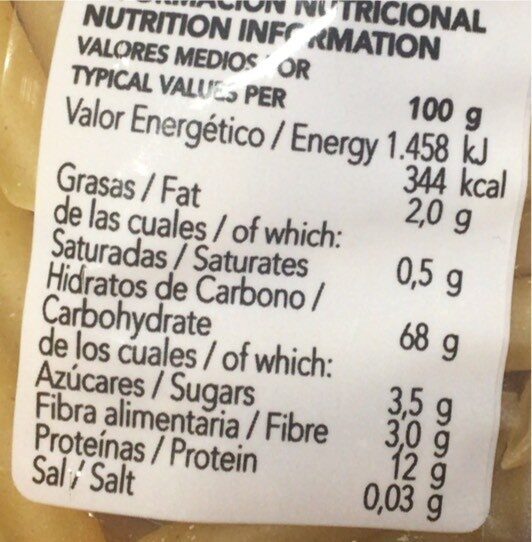 NUTRICIONAL
NUTRITION INFORMATION
VALORES MEDIOS POR
TYPICAL VALUES PER 100 g
Valor Energético / Energy 1.458 kJ
344 kcal
Grasas / Fat 2,0 g
de las cuales / of which:
Saturadas / Saturates 0,5 g
Hidratos de Carbono /
Carbohydrate 68 g
de los cuales / of which:
Azúcares / Sugars 3,5 g
Fibra alimentaria / Fibre 3,0 g
Proteínas / Protein 12 g
Sal / Salt 0,03 g